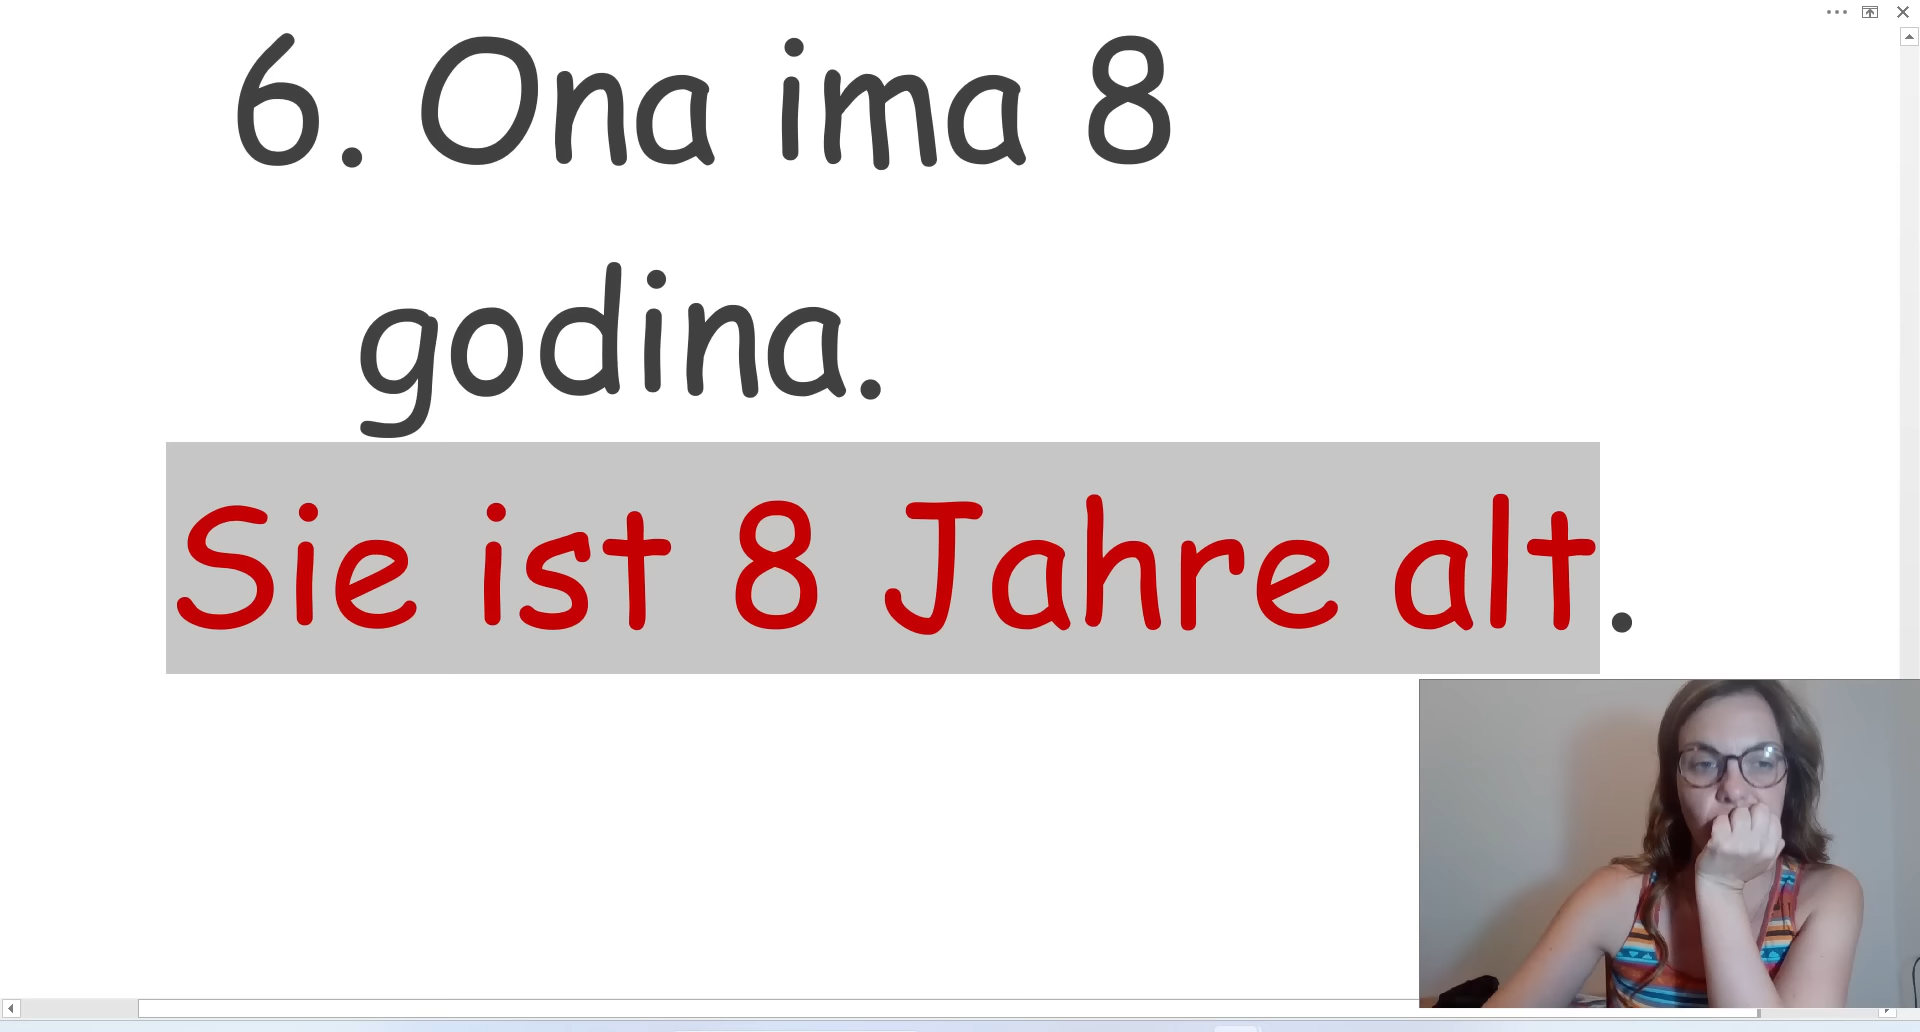 6. Ona ima 8
godina.
Sie ist 8 Jahre alt.